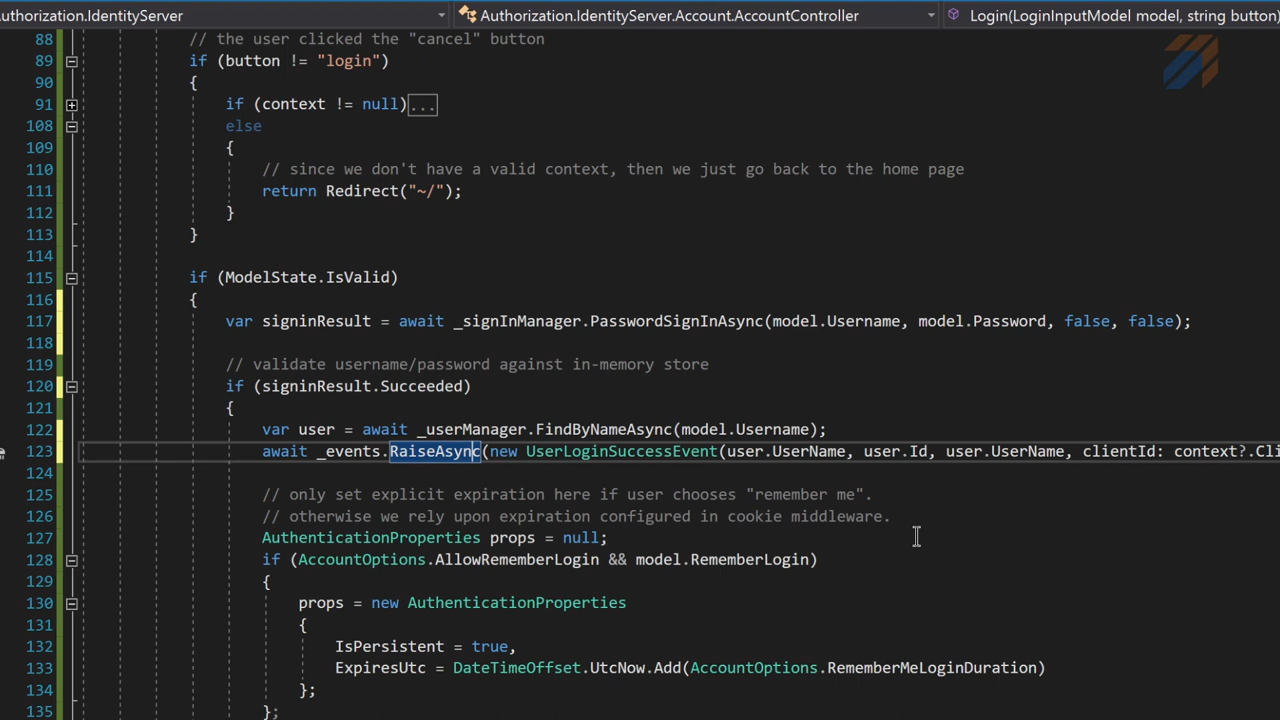 Authorization.IdentityServer Authorization.IdentityServer.Account.AccountController Login(LoginInputModel model, string button)
88 // the user clicked the "cancel" button
89 if (button != "login")
90 {
91 if (context != null)...
108 else
109 {
110 // since we don't have a valid context, then we just go back to the home page
111 return Redirect("~/");
112 }
113 }
114
115 if (ModelState.IsValid)
116 {
117 var signinResult = await _signInManager.PasswordSignInAsync(model.Username, model.Password, false, false);
118
119 // validate username/password against in-memory store
120 if (signinResult.Succeeded)
121 {
122 var user = await _userManager.FindByNameAsync(model.Username);
123 await _events.RaiseAsync(new UserLoginSuccessEvent(user.UserName, user.Id, user.UserName, clientId: context?.Cli
124
125 // only set explicit expiration here if user chooses "remember me".
126 // otherwise we rely upon expiration configured in cookie middleware.
127 AuthenticationProperties props = null;
128 if (AccountOptions.AllowRememberLogin && model.RememberLogin)
129 {
130 props = new AuthenticationProperties
131 {
132 IsPersistent = true,
133 ExpiresUtc = DateTimeOffset.UtcNow.Add(AccountOptions.RememberMeLoginDuration)
134 };
135 };